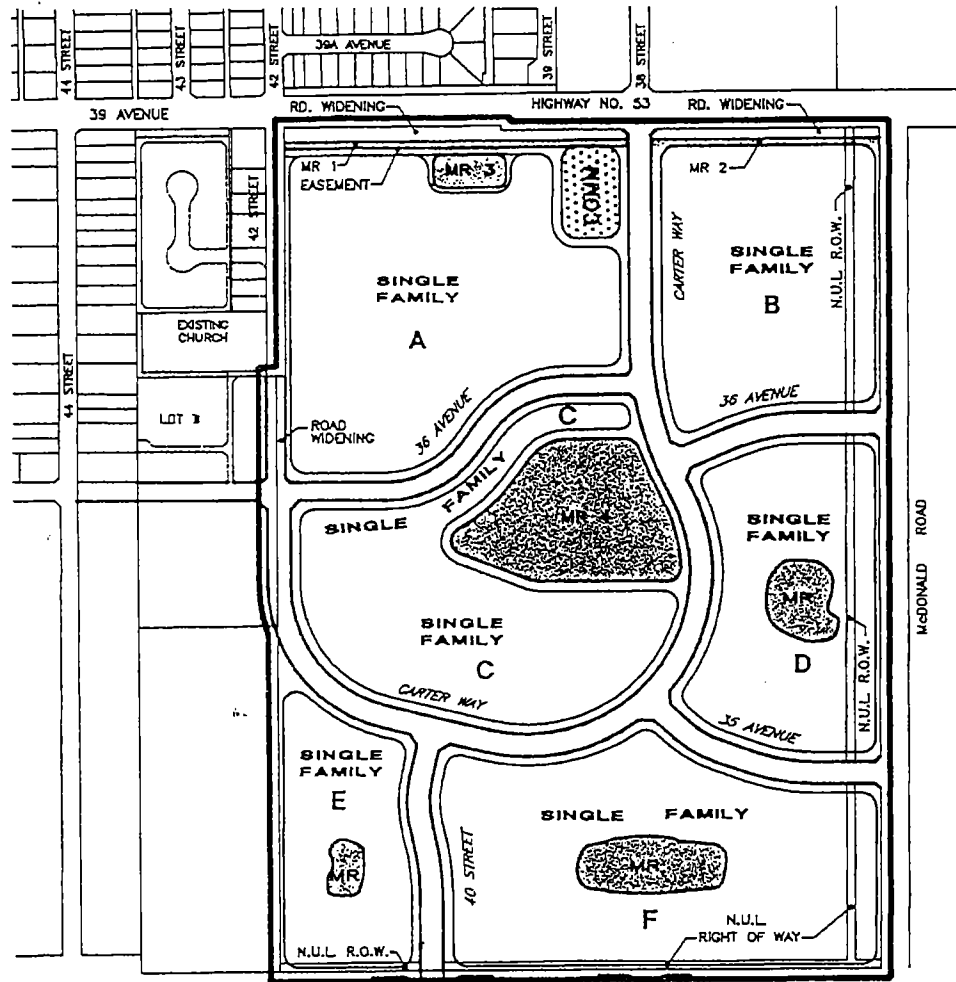 44 STREET
43 STREET
42 STREET
39A AVENUE
39 STREET
38 STREET
39 AVENUE
RD. WIDENING
HIGHWAY NO. 53
RD. WIDENING
MR 1
EASEMENT
MR 3
COMM
MR 2
42 STREET
CARTER WAY
N.U.L R.O.W.
SINGLE
FAMILY
A
SINGLE
FAMILY
B
EXISTING
CHURCH
44 STREET
LOT 3
ROAD
WIDENING
36 AVENUE
36 AVENUE
C
SINGLE FAMILY
MR 4
SINGLE
FAMILY
MR
D
McDONALD ROAD
SINGLE
FAMILY
C
CARTER WAY
N.U.L R.O.W.
35 AVENUE
SINGLE
FAMILY
E
MR
40 STREET
SINGLE FAMILY
MR
F
N.U.L
RIGHT OF WAY
N.U.L R.O.W.